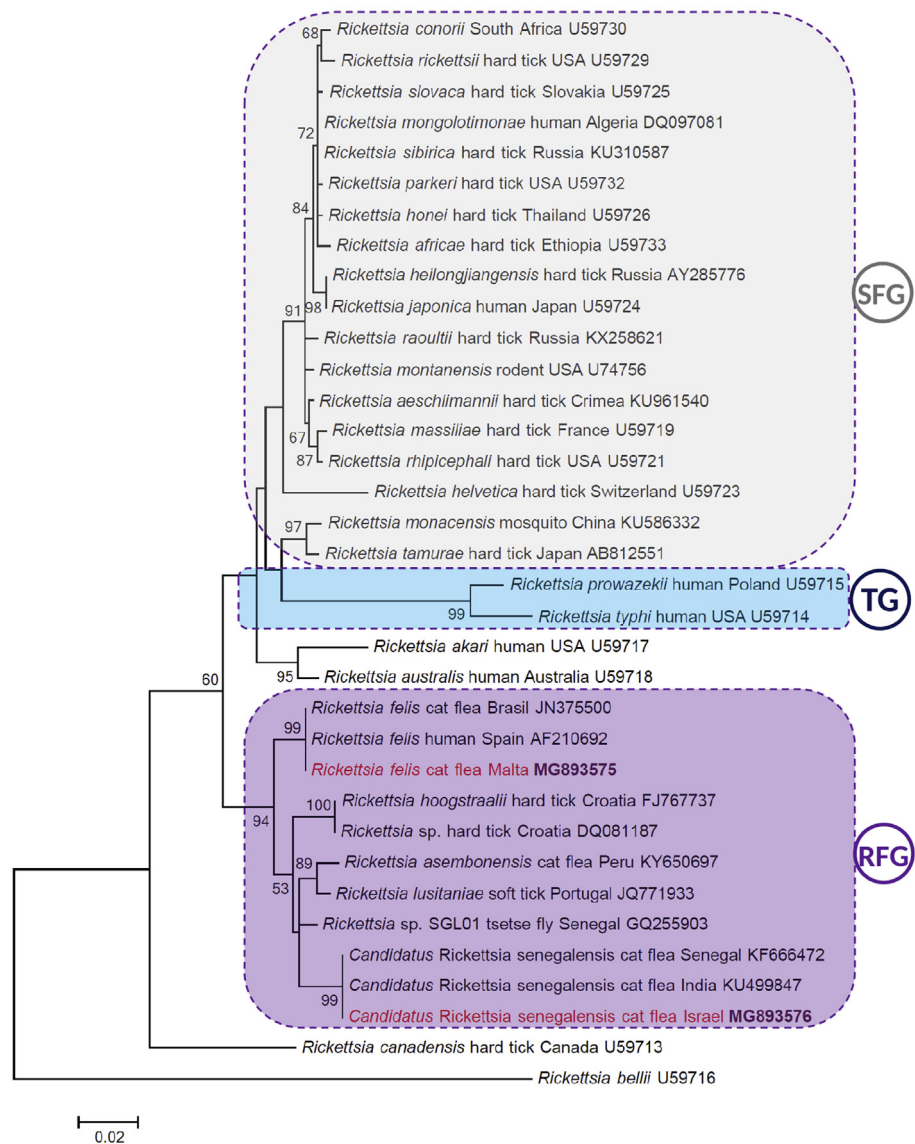 68
Rickettsia conorii South Africa U59730
Rickettsia rickettsii hard tick USA U59729
Rickettsia slovaca hard tick Slovakia U59725
72
Rickettsia mongolotimonae human Algeria DQ097081
Rickettsia sibirica hard tick Russia KU310587
Rickettsia parkeri hard tick USA U59732
84
Rickettsia honei hard tick Thailand U59726
Rickettsia africae hard tick Ethiopia U59733
Rickettsia heilongjiangensis hard tick Russia AY285776
SFG
91
98
Rickettsia japonica human Japan U59724
Rickettsia raoultii hard tick Russia KX258621
Rickettsia montanensis rodent USA U74756
Rickettsia aeschlimannii hard tick Crimea KU961540
67
Rickettsia massiliae hard tick France U59719
87
Rickettsia rhipicephali hard tick USA U59721
Rickettsia helvetica hard tick Switzerland U59723
97
Rickettsia monacensis mosquito China KU586332
Rickettsia tamurae hard tick Japan AB812551
Rickettsia prowazekii human Poland U59715
TG
99
Rickettsia typhi human USA U59714
Rickettsia akari human USA U59717
60
95
Rickettsia australis human Australia U59718
Rickettsia felis cat flea Brasil JN375500
99
Rickettsia felis human Spain AF210692
Rickettsia felis cat flea Malta MG893575
100
Rickettsia hoogstraalii hard tick Croatia FJ767737
94
Rickettsia sp. hard tick Croatia DQ081187
RFG
89
Rickettsia asembonensis cat flea Peru KY650697
53
Rickettsia lusitaniae soft tick Portugal JQ771933
Rickettsia sp. SGL01 tsetse fly Senegal GQ255903
Candidatus Rickettsia senegalensis cat flea Senegal KF666472
Candidatus Rickettsia senegalensis cat flea India KU499847
99
Candidatus Rickettsia senegalensis cat flea Israel MG893576
Rickettsia canadensis hard tick Canada U59713
Rickettsia bellii U59716
0.02